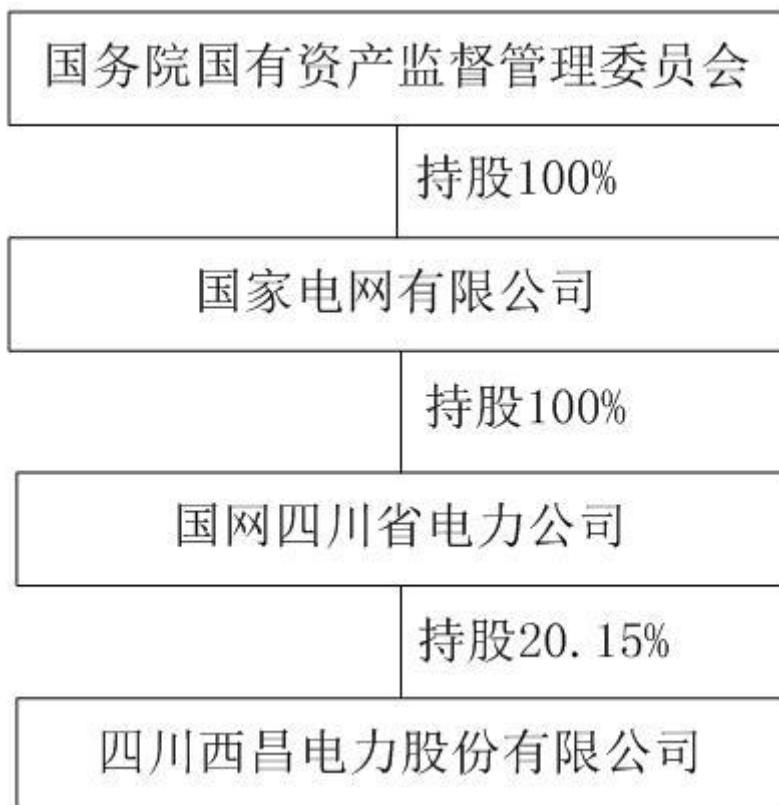 国务院国有资产监督管理委员会
持股100%
国家电网有限公司
持股100%
国网四川省电力公司
持股20.15%
四川西昌电力股份有限公司